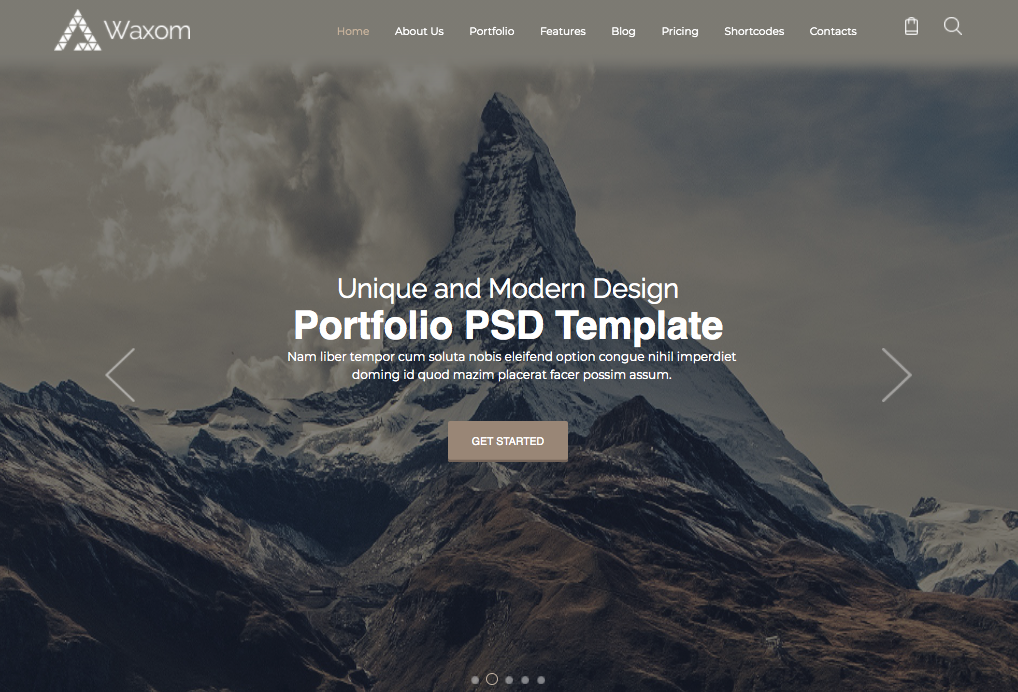 Waxom
Home About Us Portfolio Features Blog Pricing Shortcodes Contacts
Unique and Modern Design
Portfolio PSD Template
Nam liber tempor cum soluta nobis eleifend option congue nihil imperdiet
doming id quod mazim placerat facer possim assum.
GET STARTED